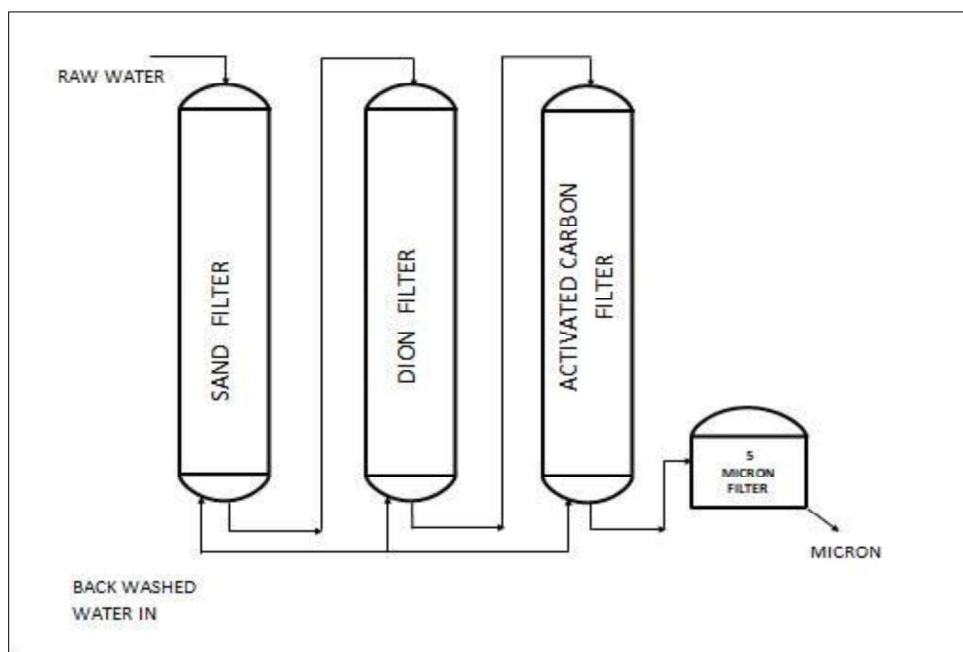 RAW WATER
SAND FILTER
DION FILTER
ACTIVATED CARBON
FILTER
5
MICRON
FILTER
MICRON
BACK WASHED
WATER IN